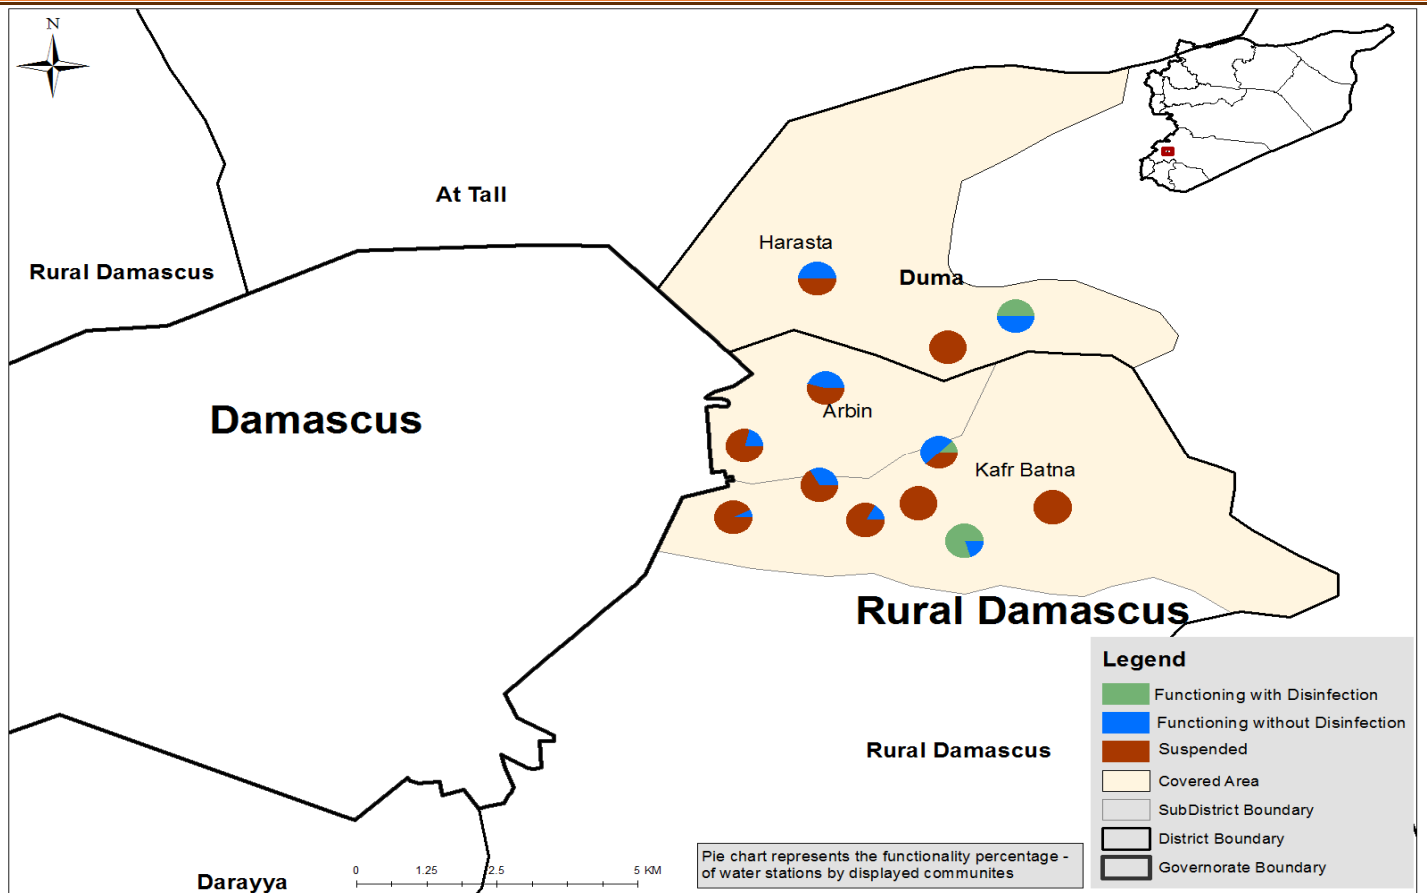 N
At Tall
Harasta
Rural Damascus
Duma
Damascus
Arbin
Kafr Batna
Rural Damascus
Rural Damascus
Darayya
0 1.25 2.5 5 KM
Pie chart represents the functionality percentage -
of water stations by displayed communites
Legend
Functioning with Disinfection
Functioning without Disinfection
Suspended
Covered Area
SubDistrict Boundary
District Boundary
Governorate Boundary